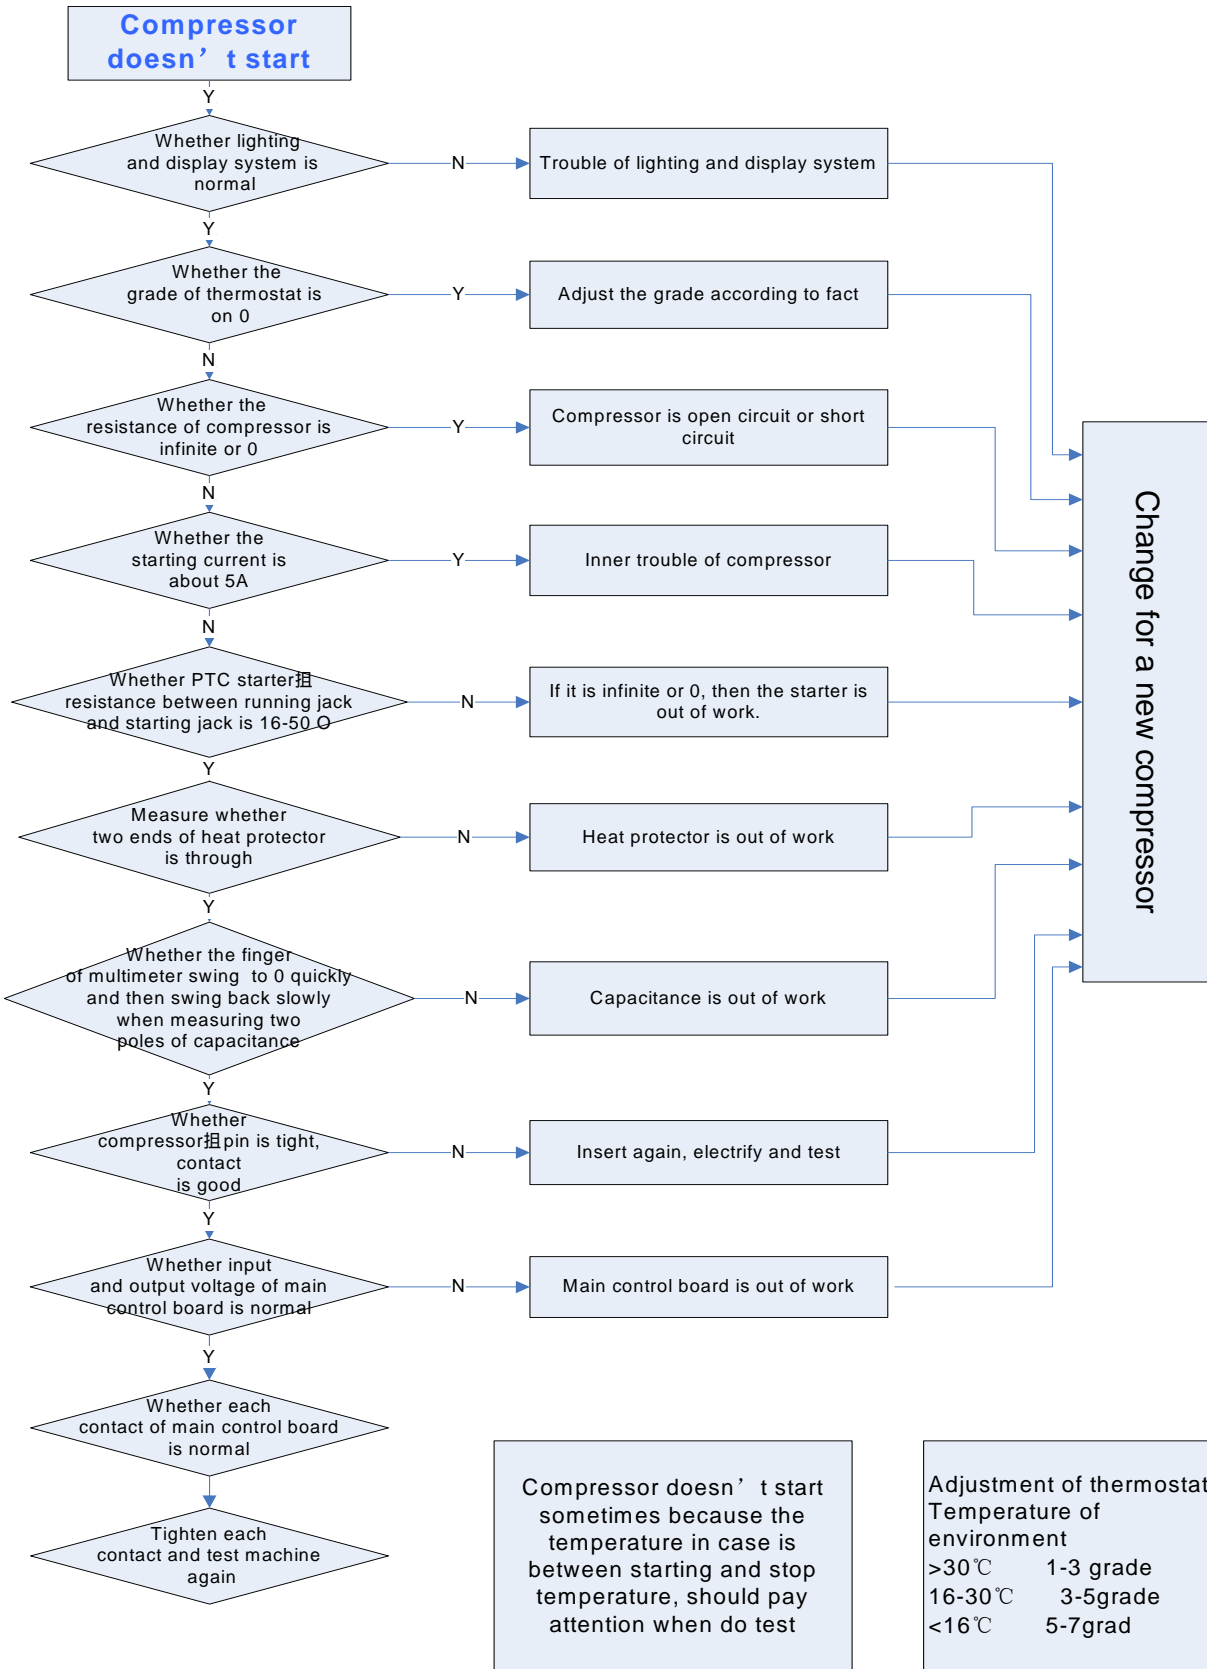 Compressor
doesn’ t start
Y
Whether lighting
and display system is
normal
N
Trouble of lighting and display system
Y
Whether the
grade of thermostat is
on 0
Y
Adjust the grade according to fact
N
Whether the
resistance of compressor is
infinite or 0
Y
Compressor is open circuit or short
circuit
N
Whether the
starting current is
about 5A
Y
Inner trouble of compressor
N
Whether PTC starter抯
resistance between running jack
and starting jack is 16-50 O
N
If it is infinite or 0, then the starter is
out of work.
Y
Measure whether
two ends of heat protector
is through
N
Heat protector is out of work
Y
Whether the finger
of multimeter swing to 0 quickly
and then swing back slowly
when measuring two
poles of capacitance
N
Capacitance is out of work
Y
Whether
compressor抯pin is tight,
contact
is good
N
Insert again, electrify and test
Y
Whether input
and output voltage of main
control board is normal
N
Main control board is out of work
Y
Whether each
contact of main control board
is normal
Tighten each
contact and test machine
again
Change for a new compressor
Compressor doesn’ t start
sometimes because the
temperature in case is
between starting and stop
temperature, should pay
attention when do test
Adjustment of thermostat
Temperature of
environment
>30℃ 1-3 grade
16-30℃ 3-5grade
<16℃ 5-7grad